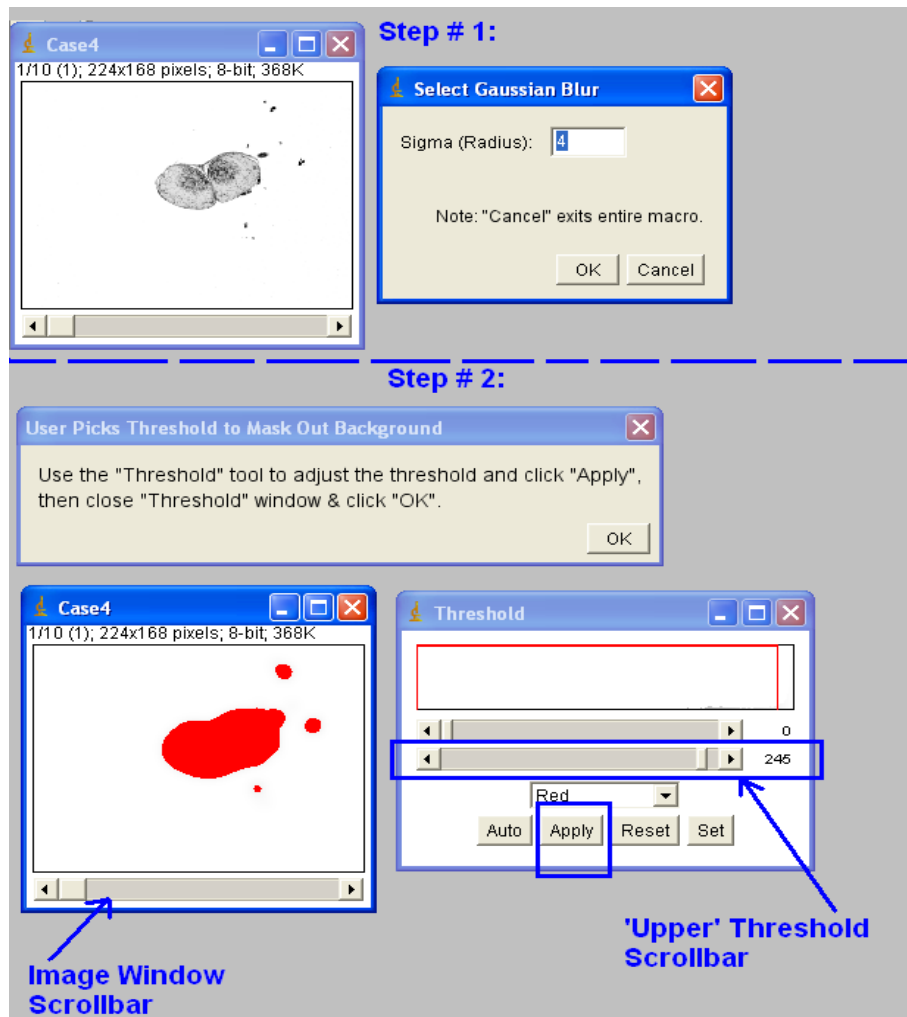 Step # 1:
Case4
1/10 (1); 224x168 pixels; 8-bit; 368K
Select Gaussian Blur
Sigma (Radius): 4
Note: "Cancel" exits entire macro.
OK Cancel
Step # 2:
User Picks Threshold to Mask Out Background
Use the "Threshold" tool to adjust the threshold and click "Apply",
then close "Threshold" window & click "OK".
OK
Case4
1/10 (1); 224x168 pixels; 8-bit; 368K
Threshold
0
245
Red
Auto Apply Reset Set
'Upper' Threshold
Scrollbar
Image Window
Scrollbar